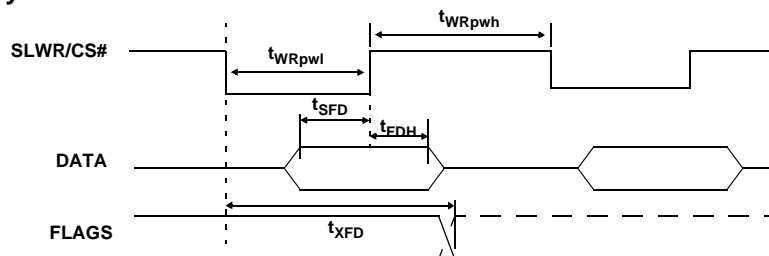 y
SLWR/CS#
tWRpwl
tWRpwh
tSFD
tFDH
DATA
FLAGS
tXFD